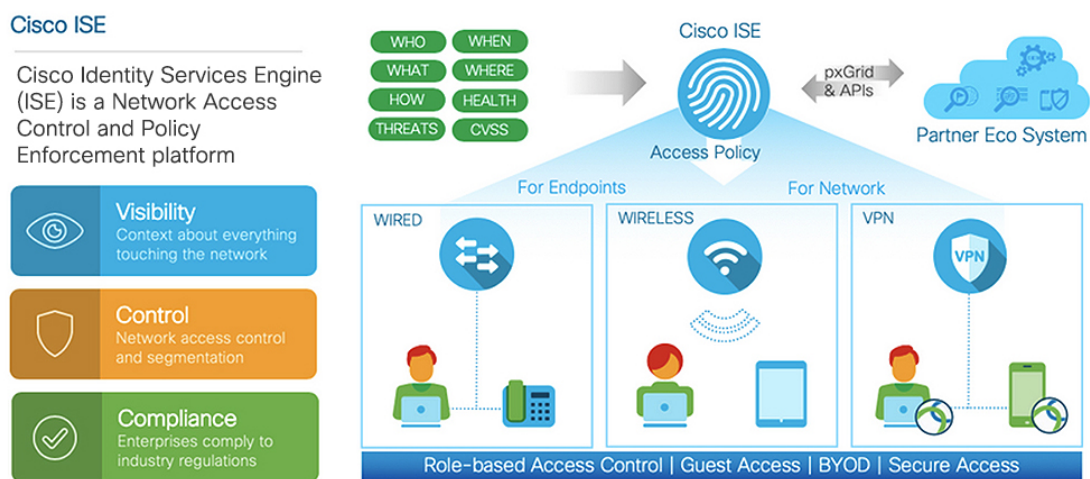 Cisco ISE
Cisco Identity Services Engine
(ISE) is a Network Access
Control and Policy
Enforcement platform
Visibility
Context about everything
touching the network
Control
Network access control
and segmentation
Compliance
Enterprises comply to
industry regulations
WHO WHEN
WHAT WHERE
HOW HEALTH
THREATS CVSS
Cisco ISE
Access Policy
pxGrid
& APIs
Partner Eco System
For Endpoints
For Network
WIRED
WIRELESS
VPN
VPN
Role-based Access Control | Guest Access | BYOD | Secure Access